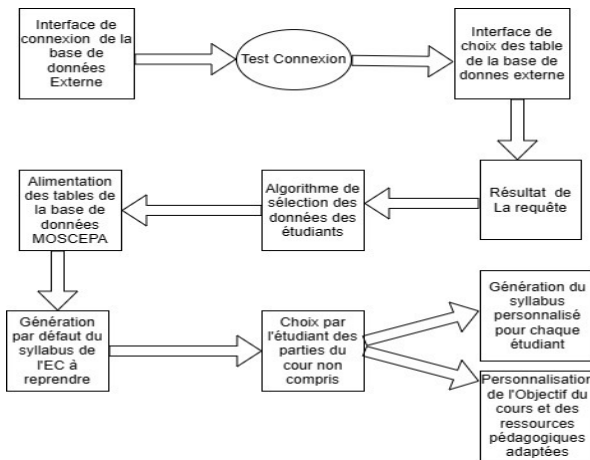 Interface de
connexion de la
base de
données
Externe
Test Connexion
Interface de
choix des table
de la base de
donnes externe
Résultat de
La requête
Algorithme de
sélection des
données des
étudiants
Alimentation
des tables de
la base de
données
MOSCEPA
Génération
par défaut du
syllabus de
l'EC à
reprendre
Choix par
l'étudiant des
parties du
cour non
compris
Génération du
syllabus
personnalisé
pour chaque
étudiant
Personnalisation
de l'Objectif du
cours et des
ressources
pédagogiques
adaptées